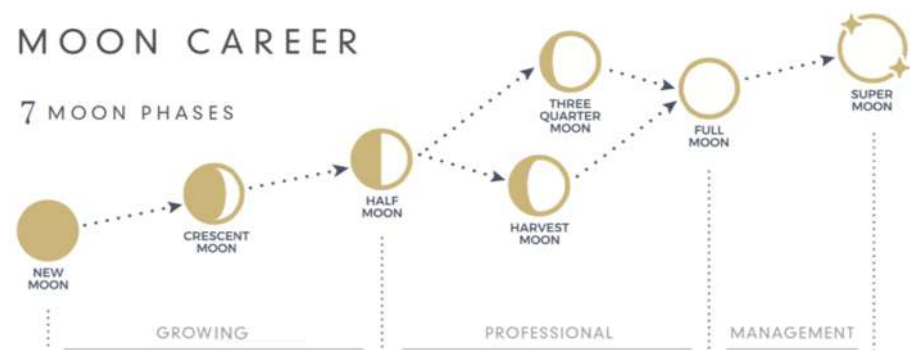 MOON CAREER
7 MOON PHASES
NEW
MOON
CRESCENT
MOON
HALF
MOON
THREE
QUARTER
MOON
HARVEST
MOON
FULL
MOON
SUPER
MOON
GROWING
PROFESSIONAL
MANAGEMENT